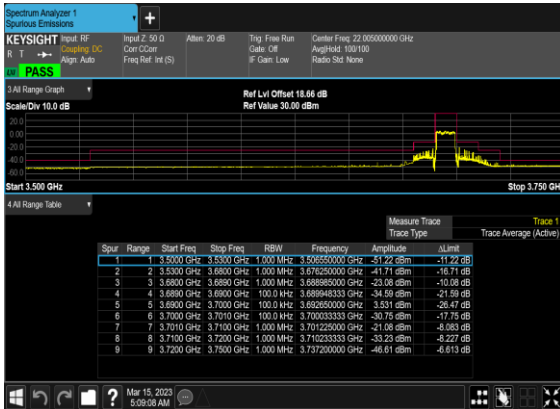 Spectrum Analyzer 1
Spurious Emissions
+
KEYSIGHT Input: RF Input Z: 50 Ω Atten: 20 dB Trig: Free Run Center Freq: 22.005000000 GHz
R T Coupling: DC Corr CCorr Gate: Off Avg|Hold: 100/100
Align: Auto Freq Ref: Int (S) IF Gain: Low Radio Std: None
LXI PASS
3 All Range Graph
Ref Lvl Offset 18.66 dB
Scale/Div 10.0 dB Ref Value 30.00 dBm
20.0
0.00
-20.0
-40.0
-60.0
Start 3.500 GHz Stop 3.750 GHz
4 All Range Table
Measure Trace Trace 1
Trace Type Trace Average (Active)
Spur Range Start Freq Stop Freq RBW Frequency Amplitude ΔLimit
1 1 3.5000 GHz 3.5300 GHz 1.000 MHz 3.506550000 GHz -51.22 dBm -11.22 dB
2 2 3.5300 GHz 3.6800 GHz 1.000 MHz 3.676250000 GHz -41.71 dBm -16.71 dB
3 3 3.6800 GHz 3.6890 GHz 1.000 MHz 3.688985000 GHz -23.08 dBm -10.08 dB
4 4 3.6890 GHz 3.6900 GHz 100.0 kHz 3.689948333 GHz -34.59 dBm -21.59 dB
5 5 3.6900 GHz 3.7000 GHz 100.0 kHz 3.692650000 GHz 3.531 dBm -26.47 dB
6 6 3.7000 GHz 3.7010 GHz 100.0 kHz 3.700033333 GHz -30.75 dBm -17.75 dB
7 7 3.7010 GHz 3.7100 GHz 1.000 MHz 3.701225000 GHz -21.08 dBm -8.083 dB
8 8 3.7100 GHz 3.7200 GHz 1.000 MHz 3.710233333 GHz -33.23 dBm -8.227 dB
9 9 3.7200 GHz 3.7500 GHz 1.000 MHz 3.737200000 GHz -46.61 dBm -6.613 dB
? Mar 15, 2023
5:09:08 AM